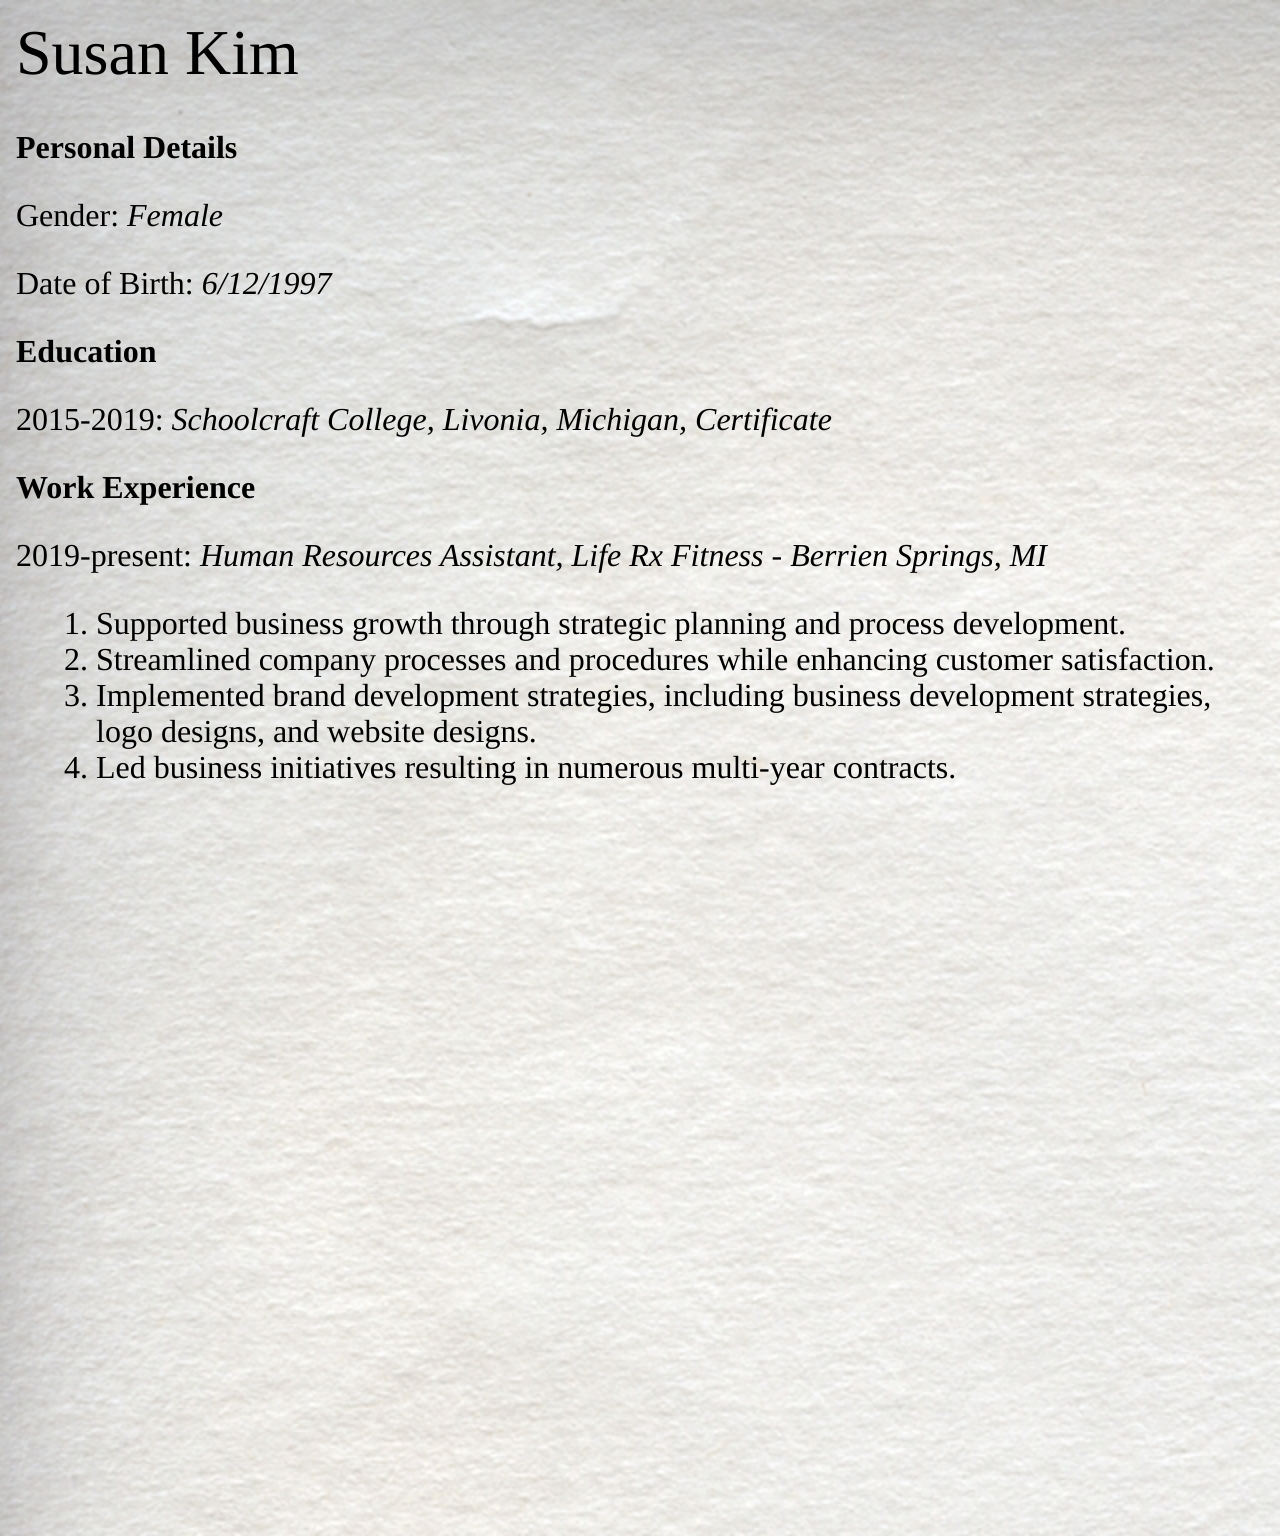 Susan Kim
Personal Details
Gender: Female
Date of Birth: 6/12/1997
Education
2015-2019: Schoolcraft College, Livonia, Michigan, Certificate
Work Experience
2019-present: Human Resources Assistant, Life Rx Fitness - Berrien Springs, MI
1. Supported business growth through strategic planning and process development.
2. Streamlined company processes and procedures while enhancing customer satisfaction.
3. Implemented brand development strategies, including business development strategies,
logo designs, and website designs.
4. Led business initiatives resulting in numerous multi-year contracts.